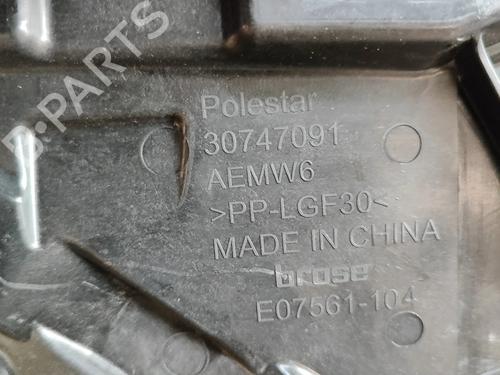 B-PARTS
Polestar
30747091
AEMW6
>PP-LGF30<
MADE IN CHINA
brose
E07561-104